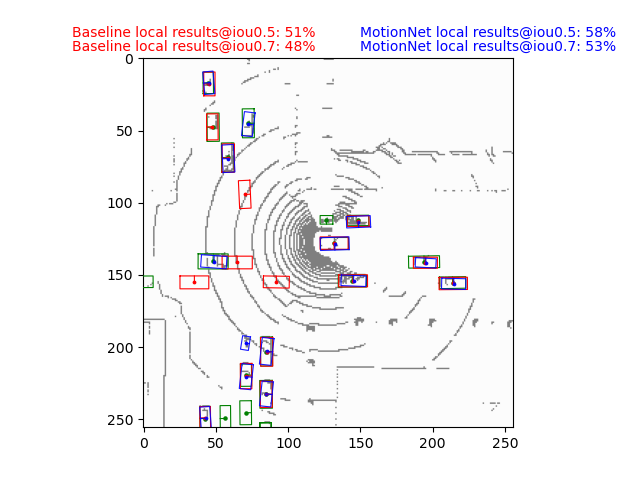 Baseline local results@iou0.5: 51% MotionNet local results@iou0.5: 58%
Baseline local results@iou0.7: 48% MotionNet local results@iou0.7: 53%
0
50
100
150
200
250
0 50 100 150 200 250